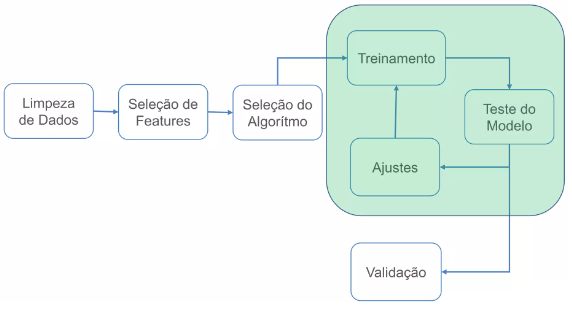 Treinamento
Limpeza
de Dados
Seleção de
Features
Seleção do
Algorítmo
Teste do
Modelo
Ajustes
Validação